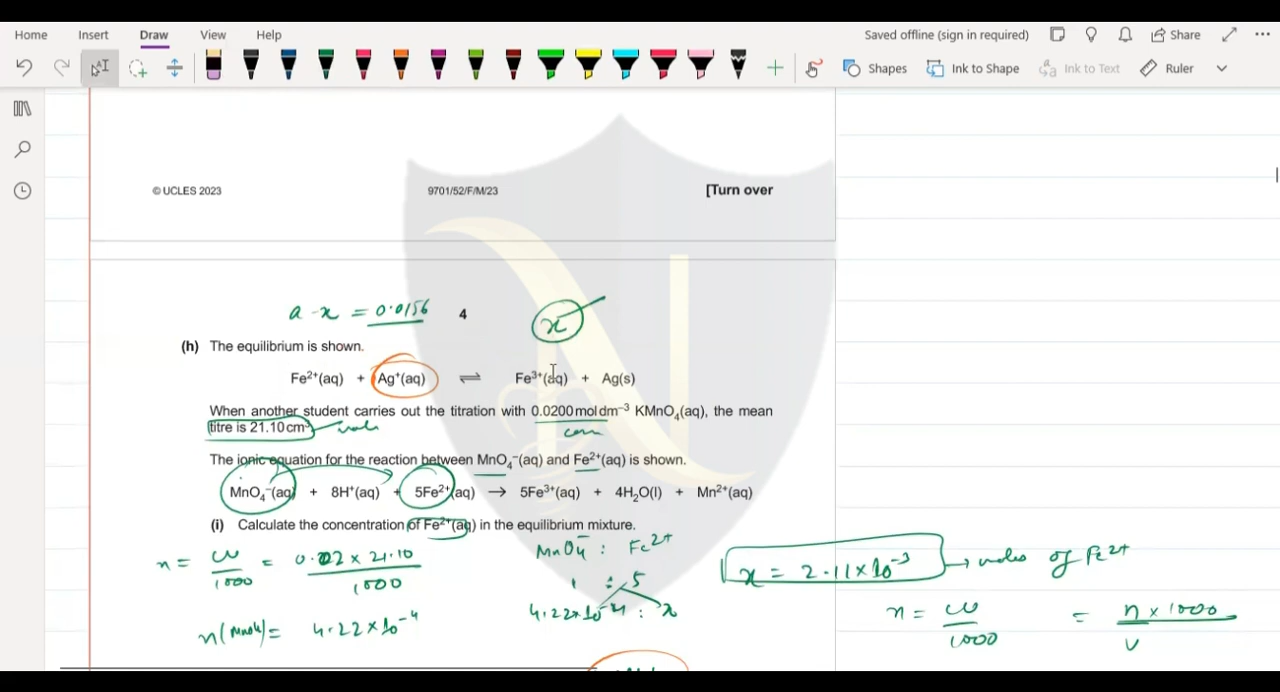 Home Insert Draw View Help Saved offline (sign in required) Share
Shapes Ink to Shape Ink to Text Ruler
© UCLES 2023 9701/52/F/M/23 [Turn over
a - x = 0.0156 4 x
(h) The equilibrium is shown.
Fe²⁺(aq) + Ag⁺(aq) ⇌ Fe³⁺(aq) + Ag(s)
When another student carries out the titration with 0.0200 mol dm⁻³ KMnO₄(aq), the mean
titre is 21.10 cm³
The ionic equation for the reaction between MnO₄⁻(aq) and Fe²⁺(aq) is shown.
MnO₄⁻(aq) + 8H⁺(aq) + 5Fe²⁺(aq) → 5Fe³⁺(aq) + 4H₂O(l) + Mn²⁺(aq)
(i) Calculate the concentration of Fe²⁺(aq) in the equilibrium mixture.
n = cv/1000 = 0.02 x 21.10/1000 MnO₄⁻ : Fe²⁺ x = 2.11 x 10⁻³ → moles of Fe²⁺
1 : 5
n(MnO4) = 4.22 x 10⁻⁴ 4.22 x 10⁻⁴ : x n = cv/1000 = n x 1000/v